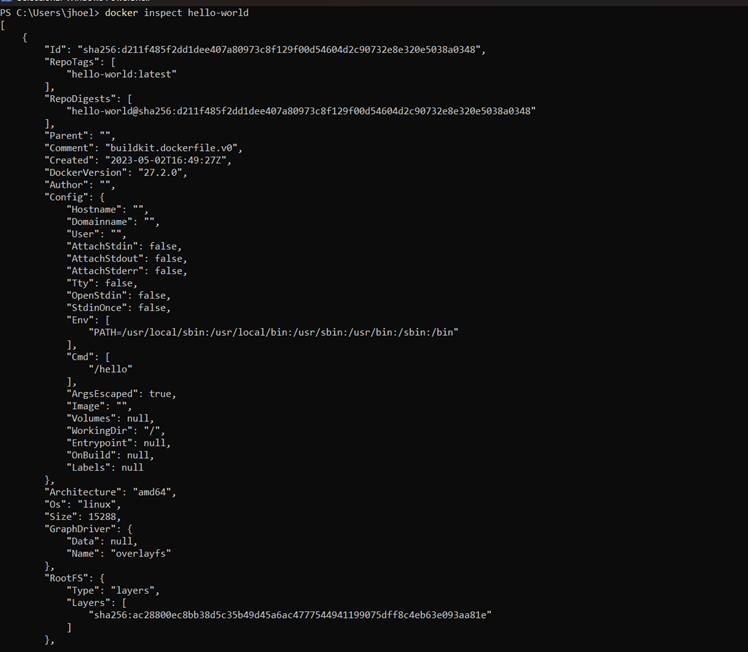 PS C:\Users\jhoel> docker inspect hello-world
[
    {
        "Id": "sha256:d211f485f2dd1dee407a80973c8f129f00d54604d2c90732e8e320e5038a0348",
        "RepoTags": [
            "hello-world:latest"
        ],
        "RepoDigests": [
            "hello-world@sha256:d211f485f2dd1dee407a80973c8f129f00d54604d2c90732e8e320e5038a0348"
        ],
        "Parent": "",
        "Comment": "buildkit.dockerfile.v0",
        "Created": "2023-05-02T16:49:27Z",
        "DockerVersion": "27.2.0",
        "Author": "",
        "Config": {
            "Hostname": "",
            "Domainname": "",
            "User": "",
            "AttachStdin": false,
            "AttachStdout": false,
            "AttachStderr": false,
            "Tty": false,
            "OpenStdin": false,
            "StdinOnce": false,
            "Env": [
                "PATH=/usr/local/sbin:/usr/local/bin:/usr/sbin:/usr/bin:/sbin:/bin"
            ],
            "Cmd": [
                "/hello"
            ],
            "ArgsEscaped": true,
            "Image": "",
            "Volumes": null,
            "WorkingDir": "/",
            "Entrypoint": null,
            "OnBuild": null,
            "Labels": null
        },
        "Architecture": "amd64",
        "Os": "linux",
        "Size": 15288,
        "GraphDriver": {
            "Data": null,
            "Name": "overlayfs"
        },
        "RootFS": {
            "Type": "layers",
            "Layers": [
                "sha256:ac28800ec8bb38d5c35b49d45a6ac4777544941199075dff8c4eb63e093aa81e"
            ]
        },